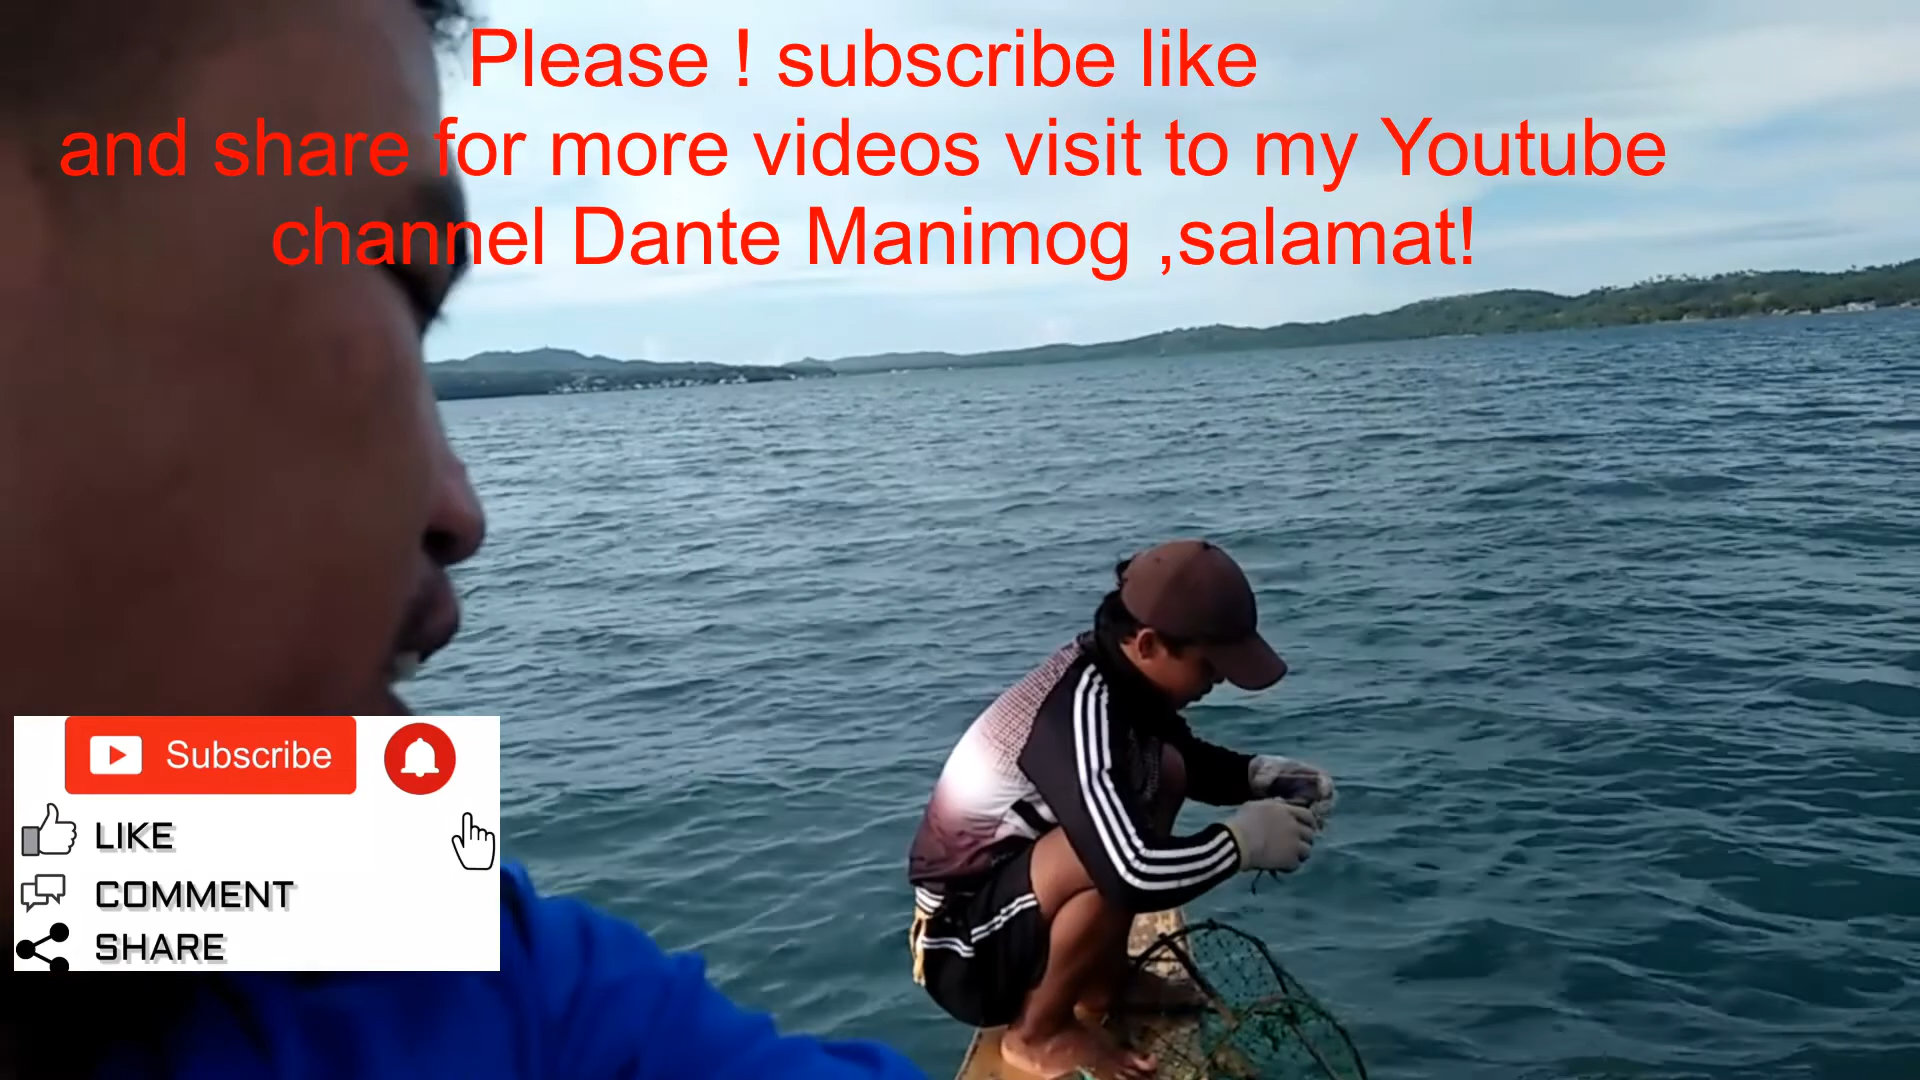 Please ! subscribe like
and share for more videos visit to my Youtube
channel Dante Manimog ,salamat!
Subscribe
LIKE
COMMENT
SHARE